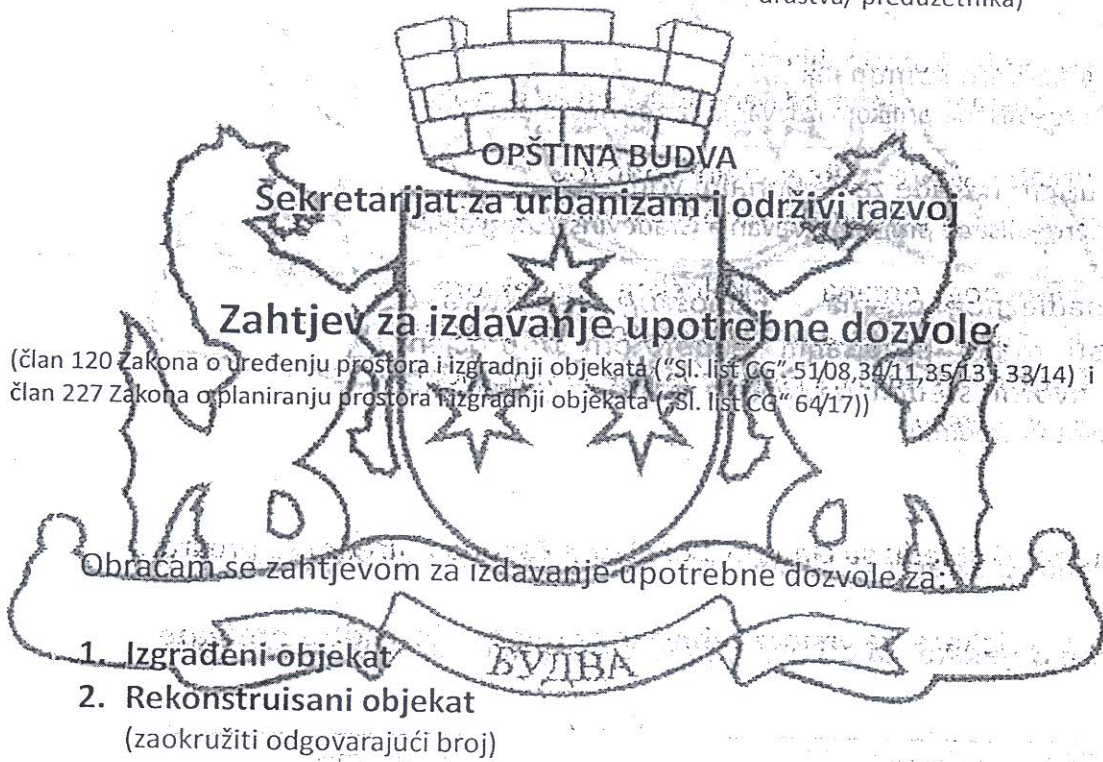 društva/ preduzetnika)
OPŠTINA BUDVA
Sekretarijat za urbanizam i održivi razvoj
Zahtjev za izdavanje upotrebne dozvole
(član 120 Zakona o uređenju prostora i izgradnji objekata ("Sl. list CG". 51/08,34/11,35/13 i 33/14) i
član 227 Zakona o planiranju prostora i izgradnji objekata („Sl. list CG“ 64/17))
Obraćam se zahtjevom za izdavanje upotrebne dozvole za:
1. Izgrađeni objekat
БУДВА
2. Rekonstruisani objekat
(zaokružiti odgovarajući broj)